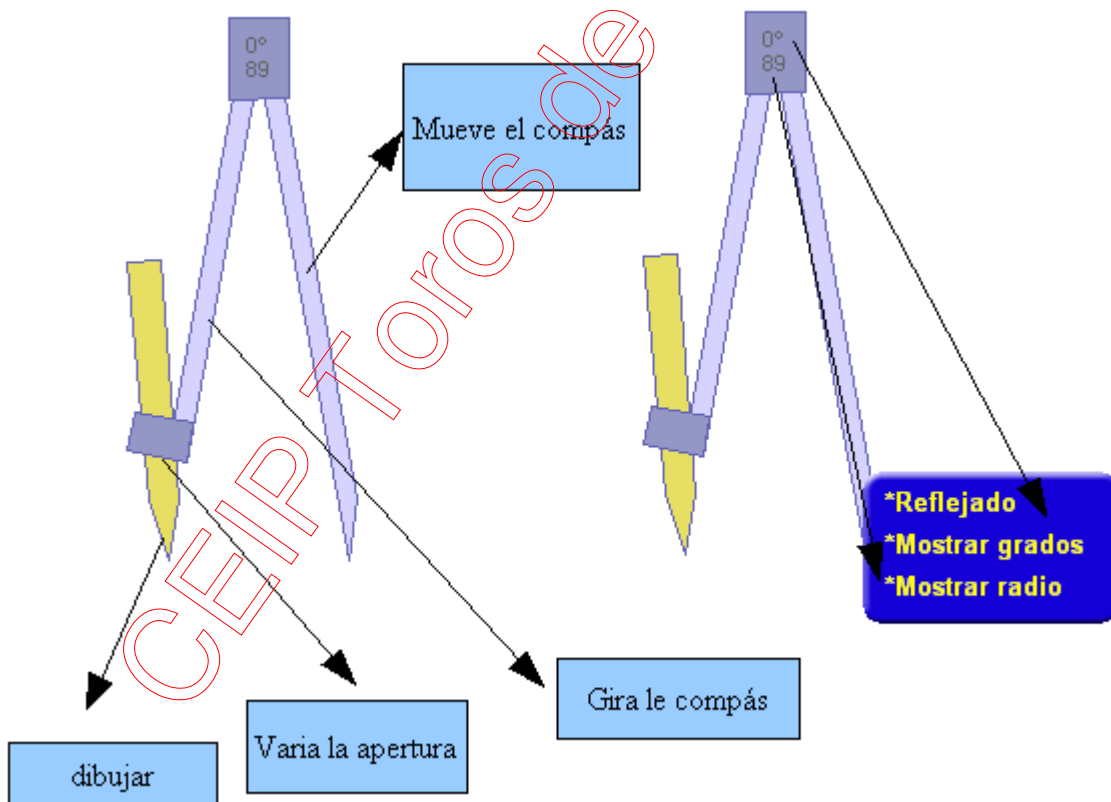 0°
89
0°
89
Mueve el compás
CEIP Toros de
*Reflejado
*Mostrar grados
*Mostrar radio
Gira le compás
Varia la apertura
dibujar